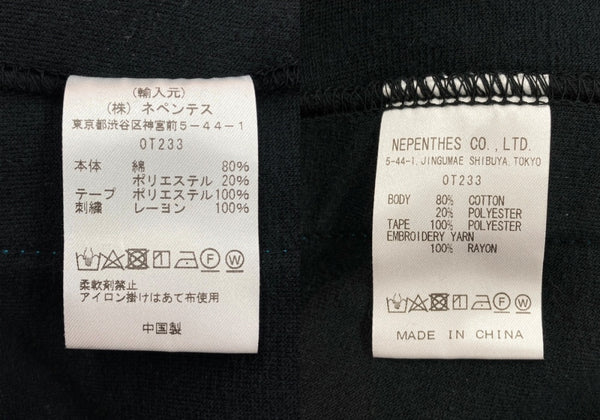 (輸入元)
(株) ネペンテス
東京都渋谷区神宮前5-44-1
OT233
本体 綿 80%
ポリエステル 20%
テープ ポリエステル100%
刺繍 レーヨン 100%
F W
柔軟剤禁止
アイロン掛けはあて布使用
中国製
NEPENTHES CO., LTD.
5-44-1, JINGUMAE SHIBUYA, TOKYO
OT233
BODY 80% COTTON
20% POLYESTER
TAPE 100% POLYESTER
EMBROIDERY YARN
100% RAYON
F W
MADE IN CHINA